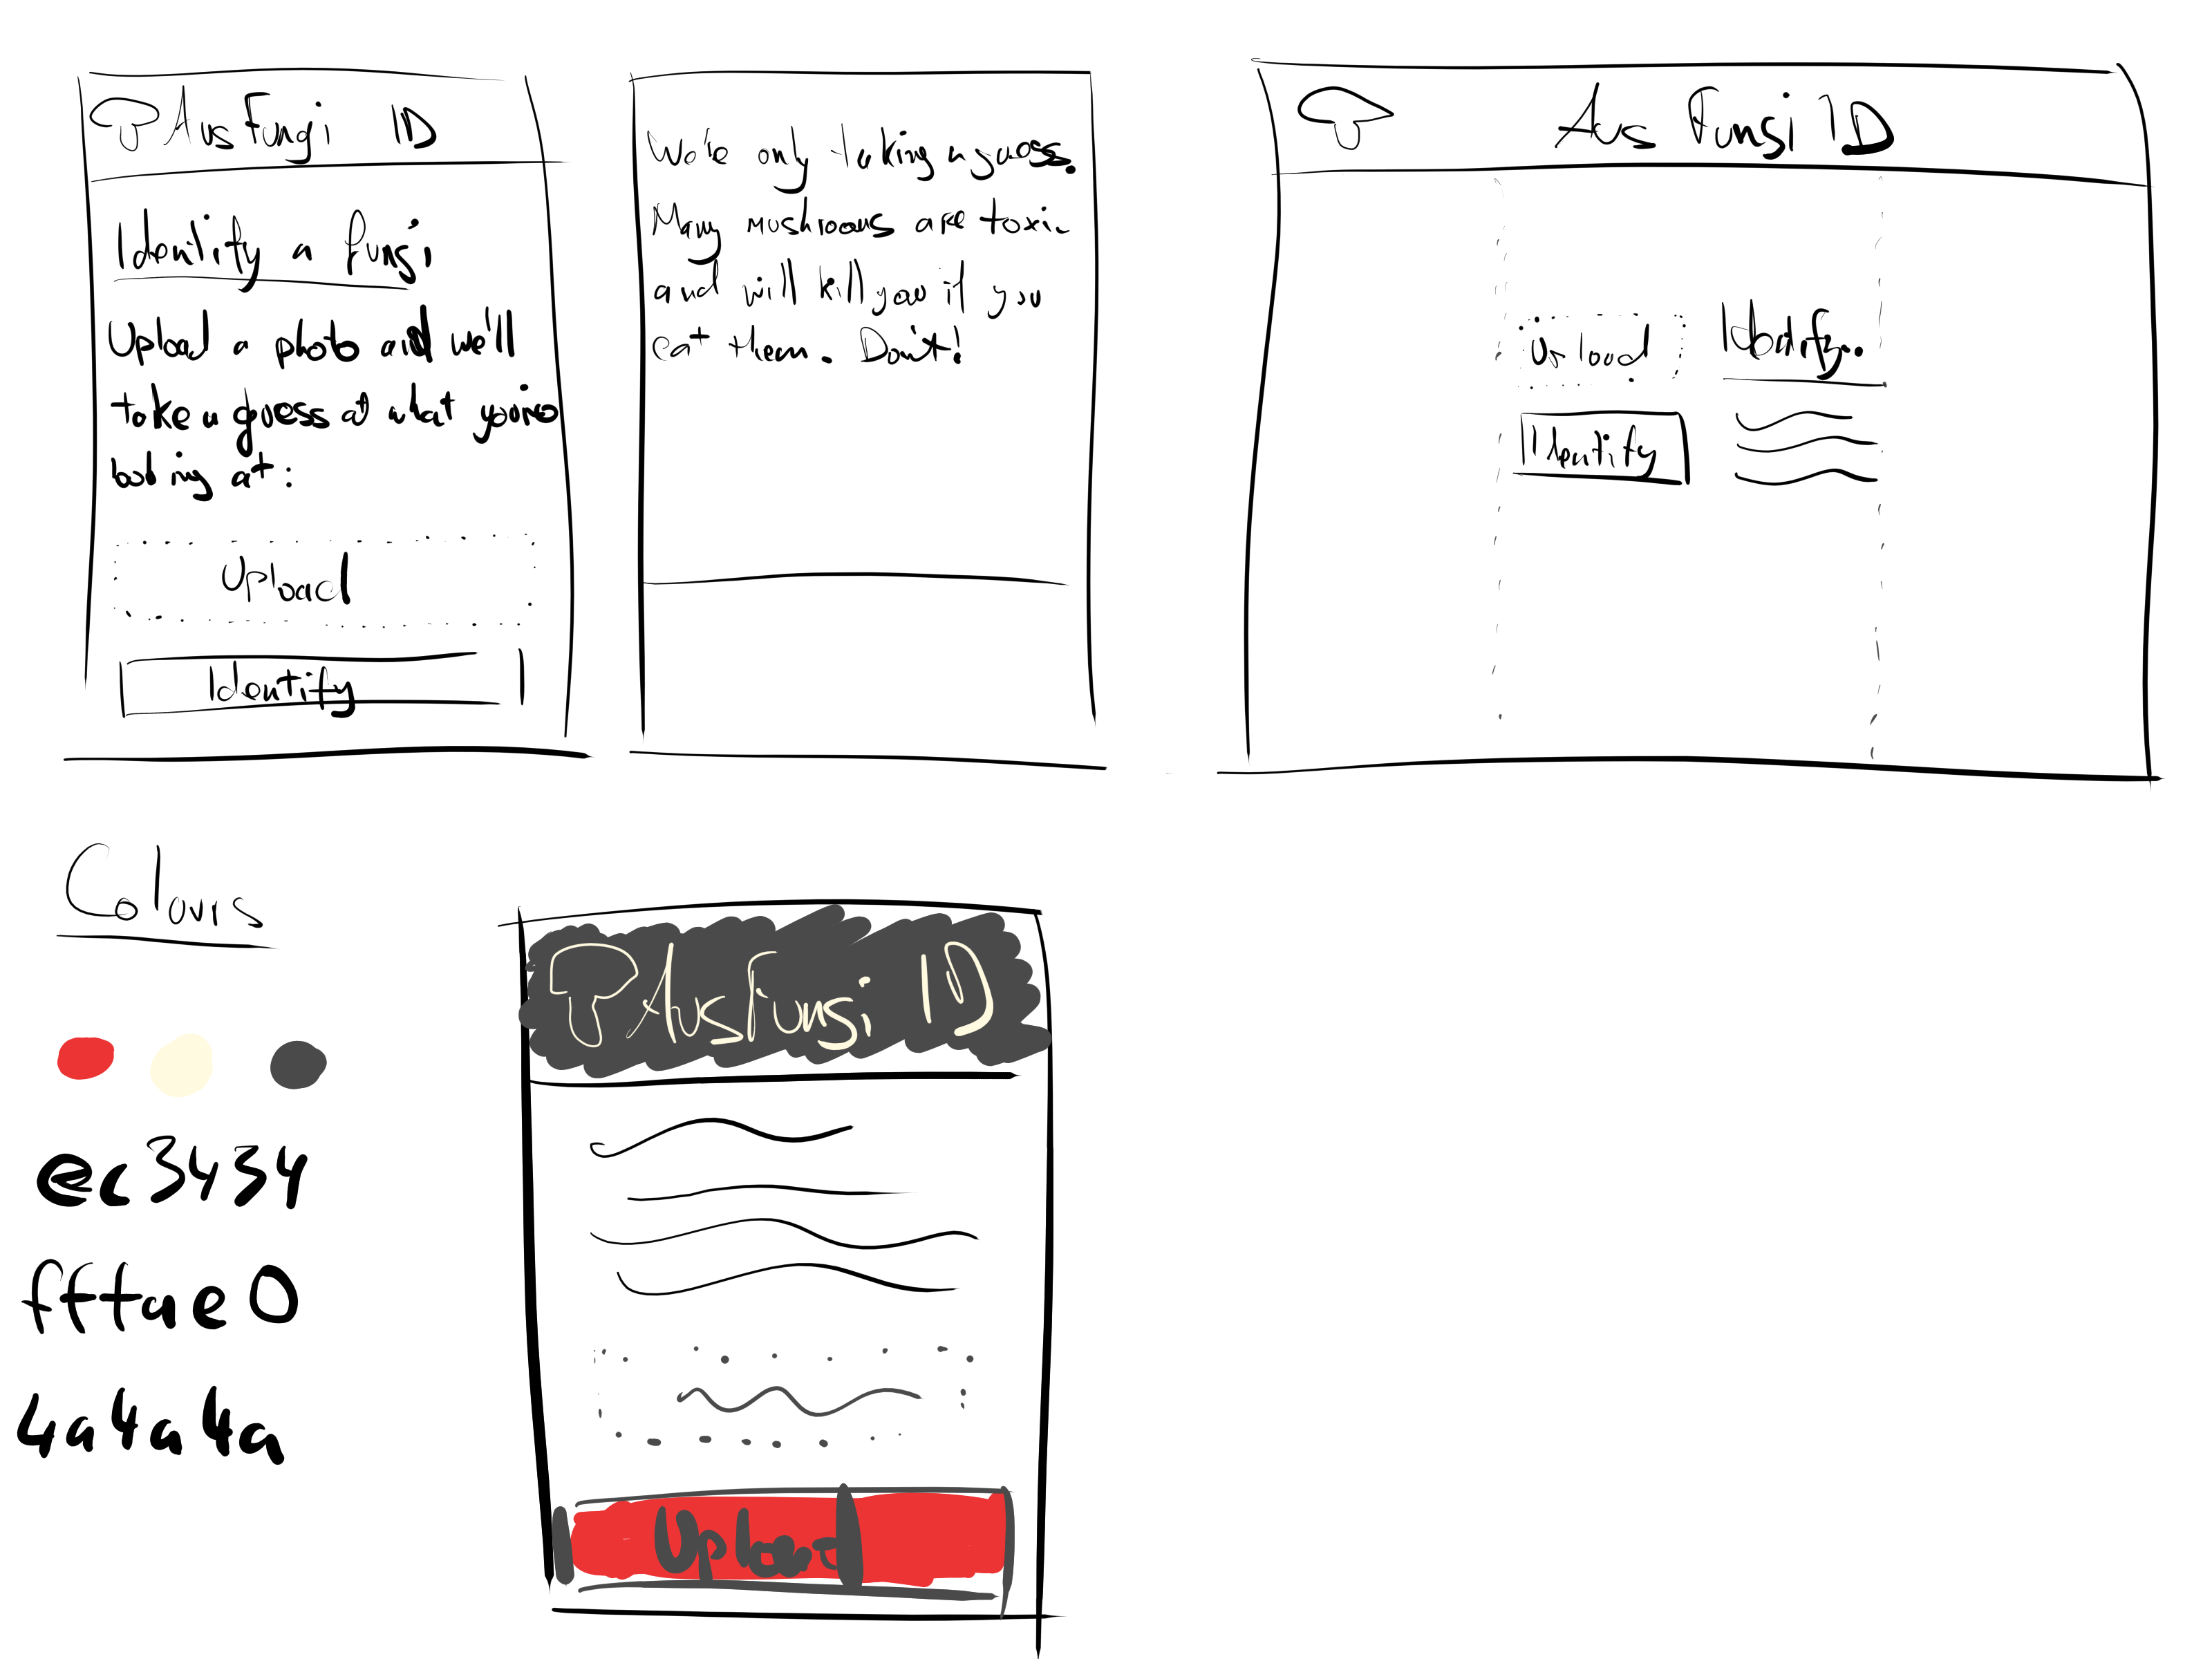 Aus Fungi ID
Identify a fungi
Upload a photo and we'll
take a guess at what you're
looking at:
Upload
Identify
We're only taking a guess.
Many mushrooms are toxic
and will kill you if you
eat them. Don't!
Aus Fungi ID
Upload
Identify..
Identify
Colours
ec3434
fffae0
4a4a4a
Aus fungi ID
Upload